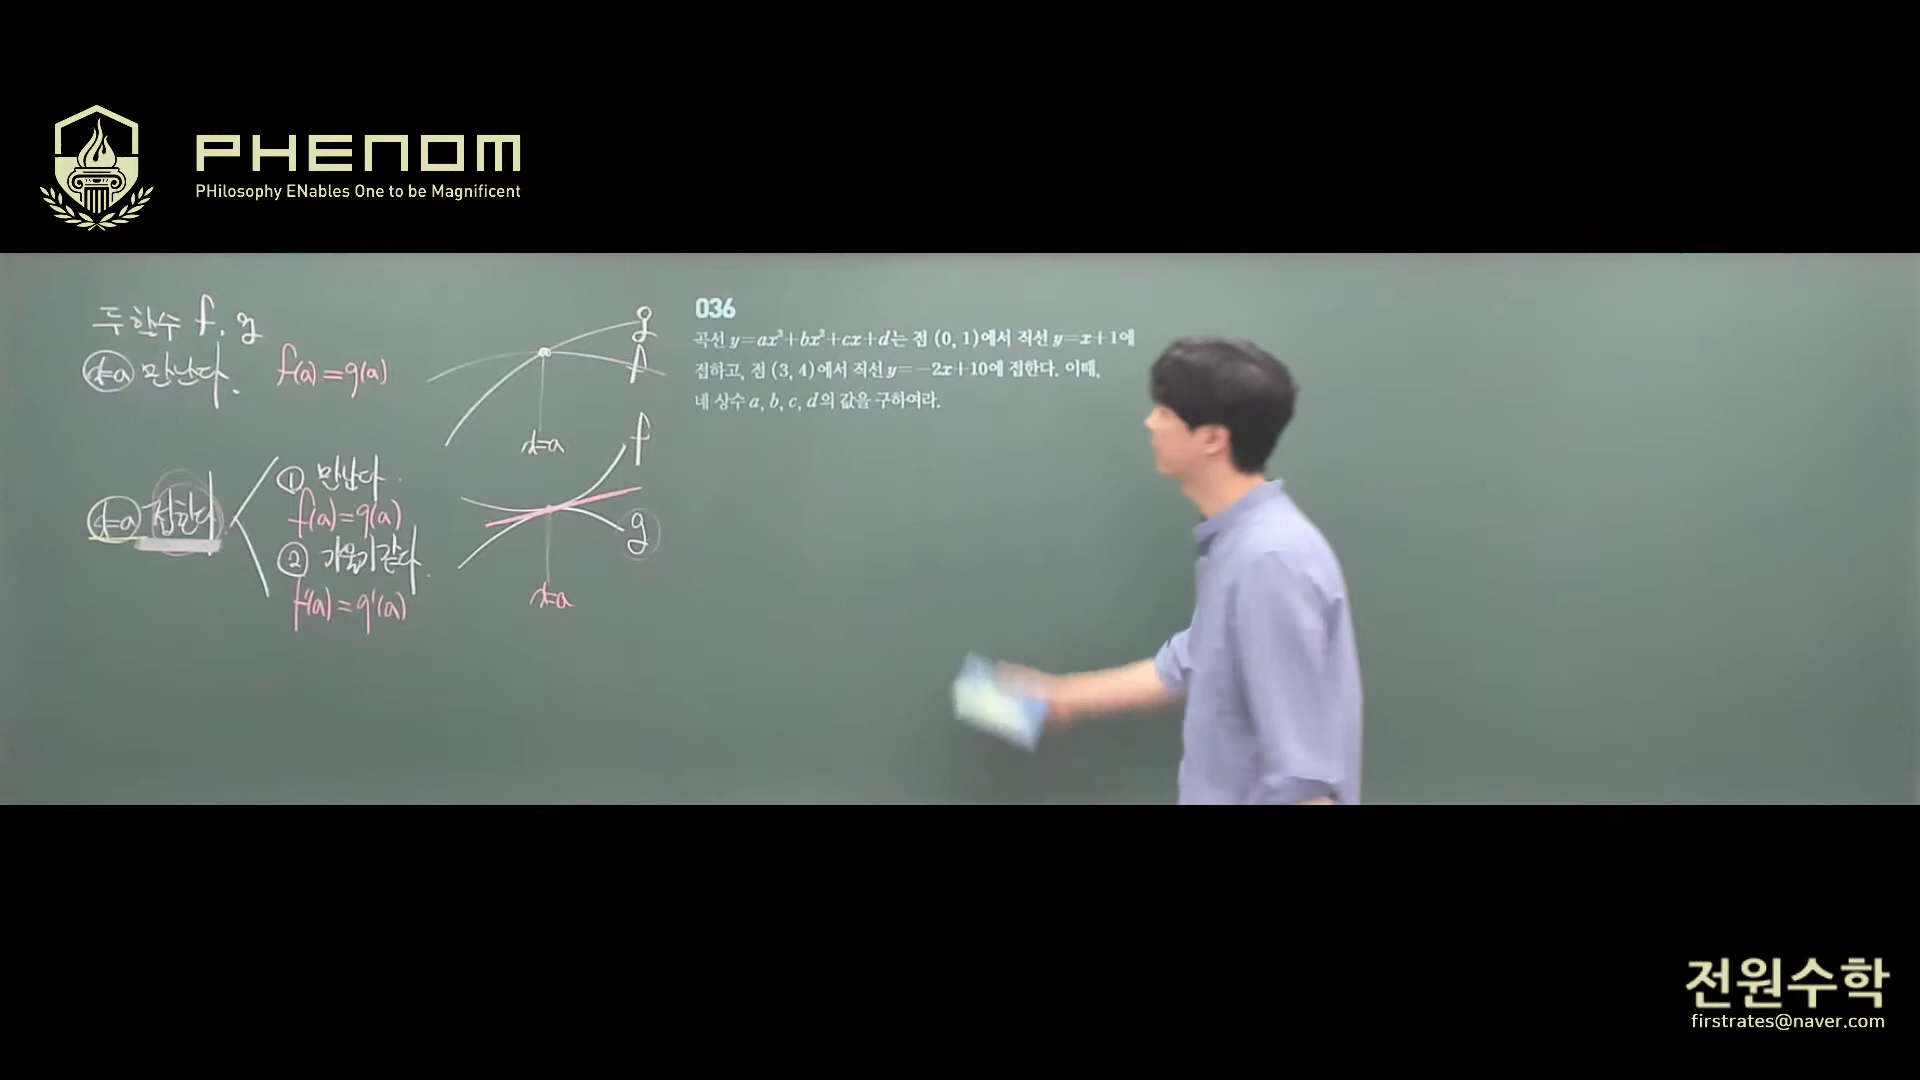 PHENOM
PHilosophy ENables One to be Magnificent
두 함수 f, g
x=a 만난다.
f(a)=g(a)
g
f
x=a
x=a 접한다
① 만난다.
f(a)=g(a)
② 기울기 같다.
f'(a)=g'(a)
f
g
x=a
036
곡선 y=ax³+bx²+cx+d는 점 (0, 1)에서 직선 y=x+1에
접하고, 점 (3, 4)에서 직선 y=-2x+10에 접한다. 이때,
네 상수 a, b, c, d의 값을 구하여라.
전원수학
firstrates@naver.com